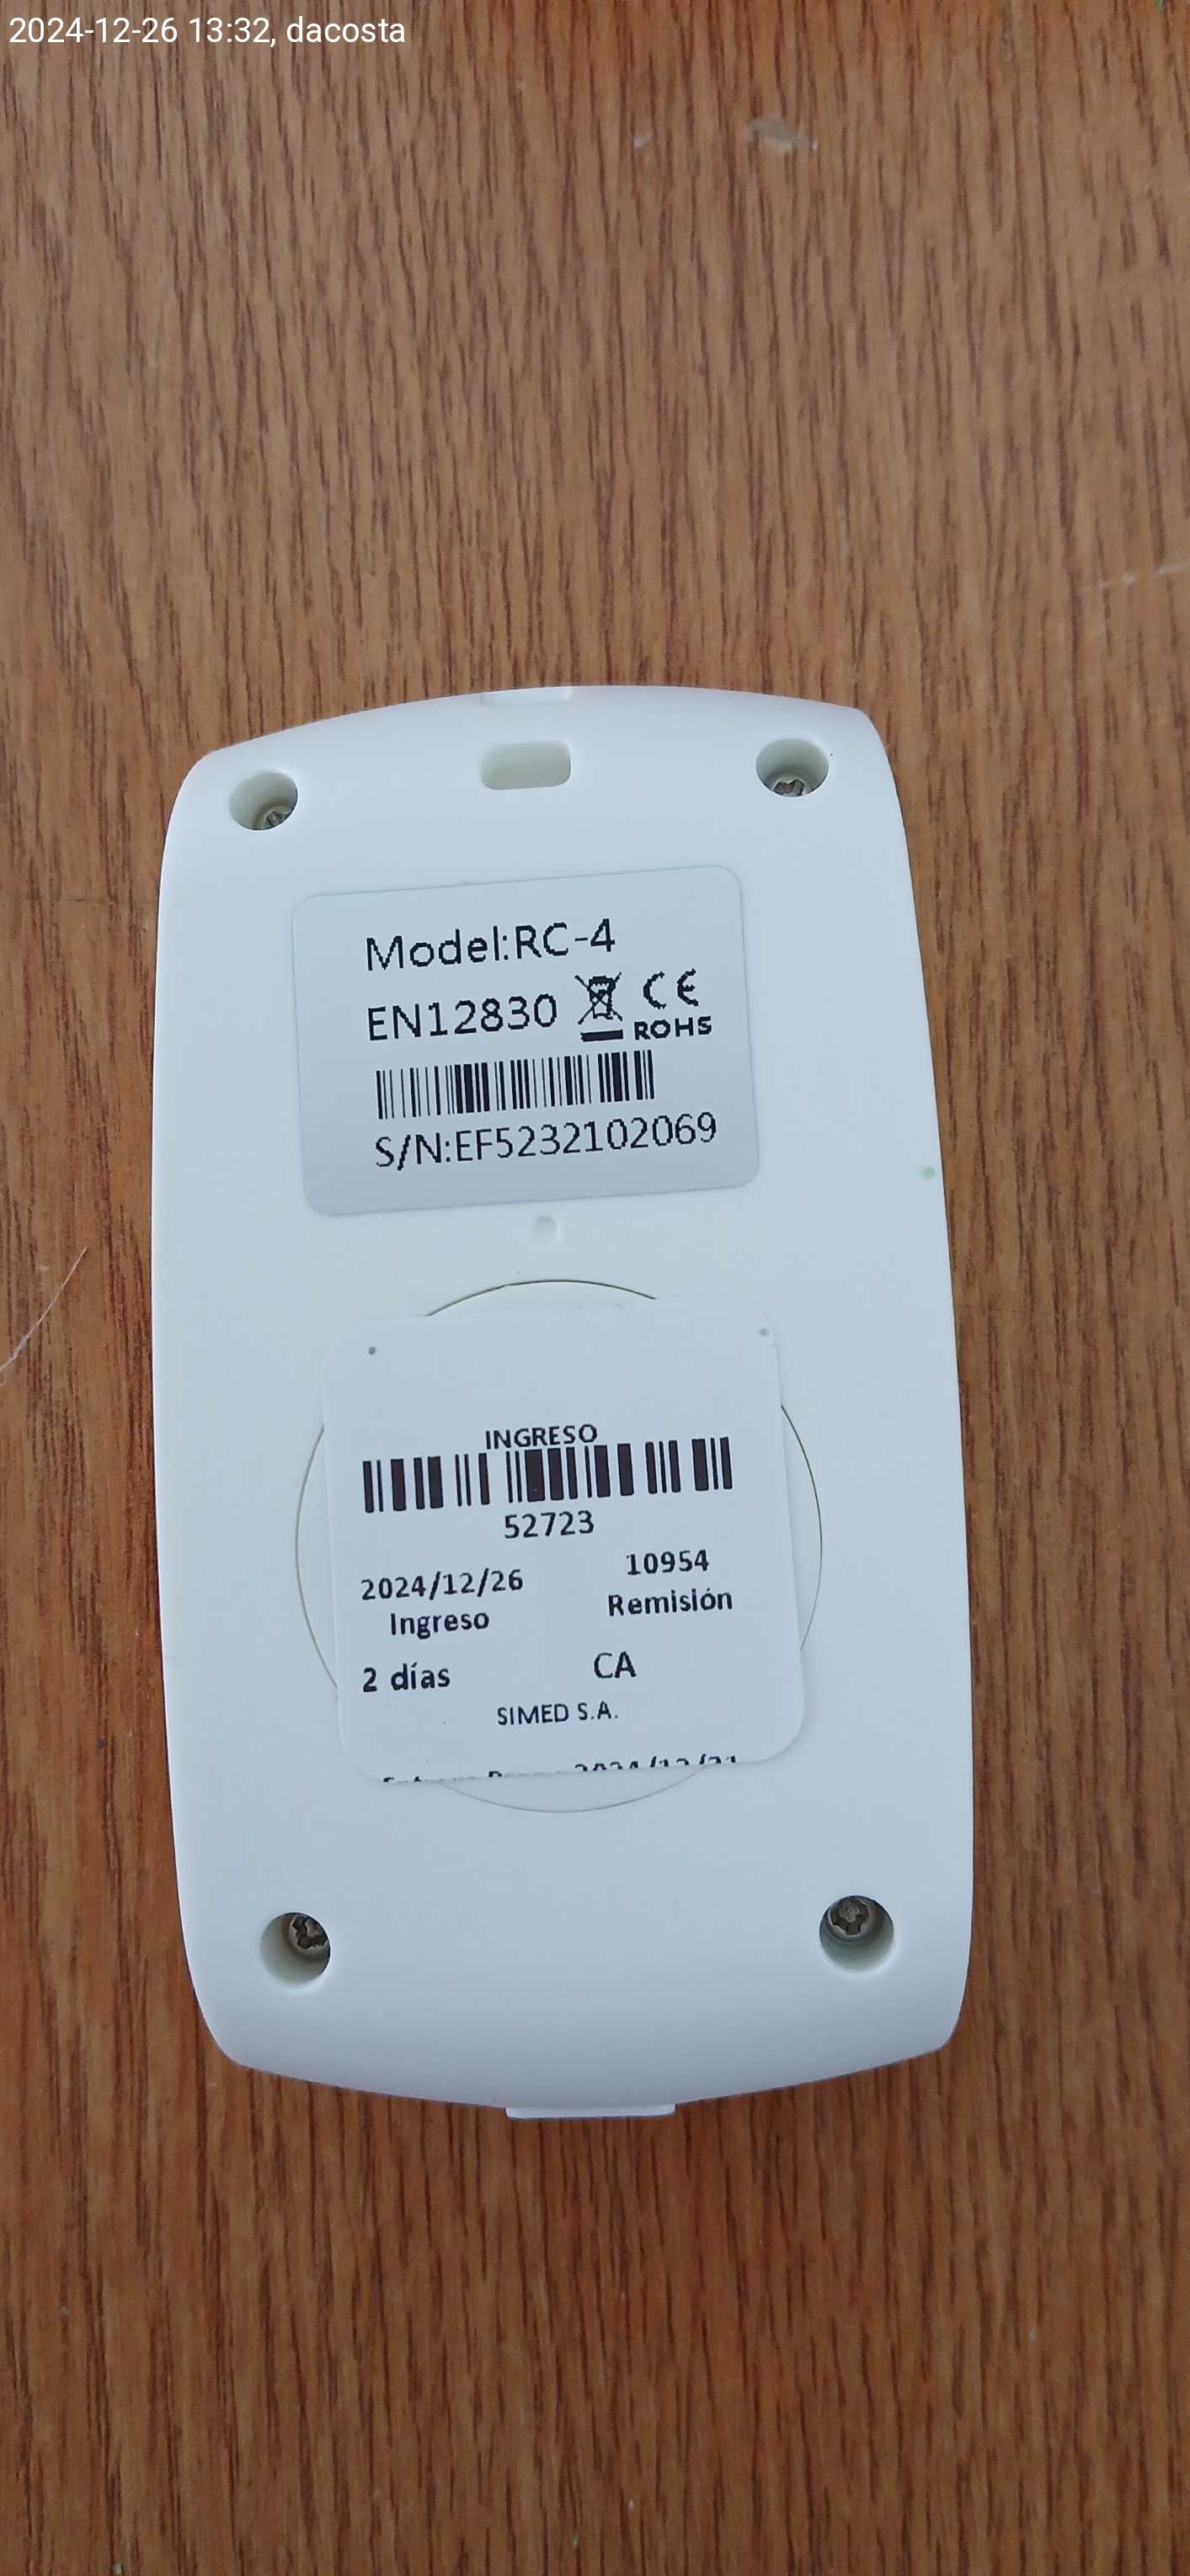 2024-12-26 13:32, dacosta
Model:RC-4
EN12830 CE
ROHS
S/N:EF5232102069
INGRESO
52723
2024/12/26 10954
Ingreso Remisión
2 días CA
SIMED S.A.